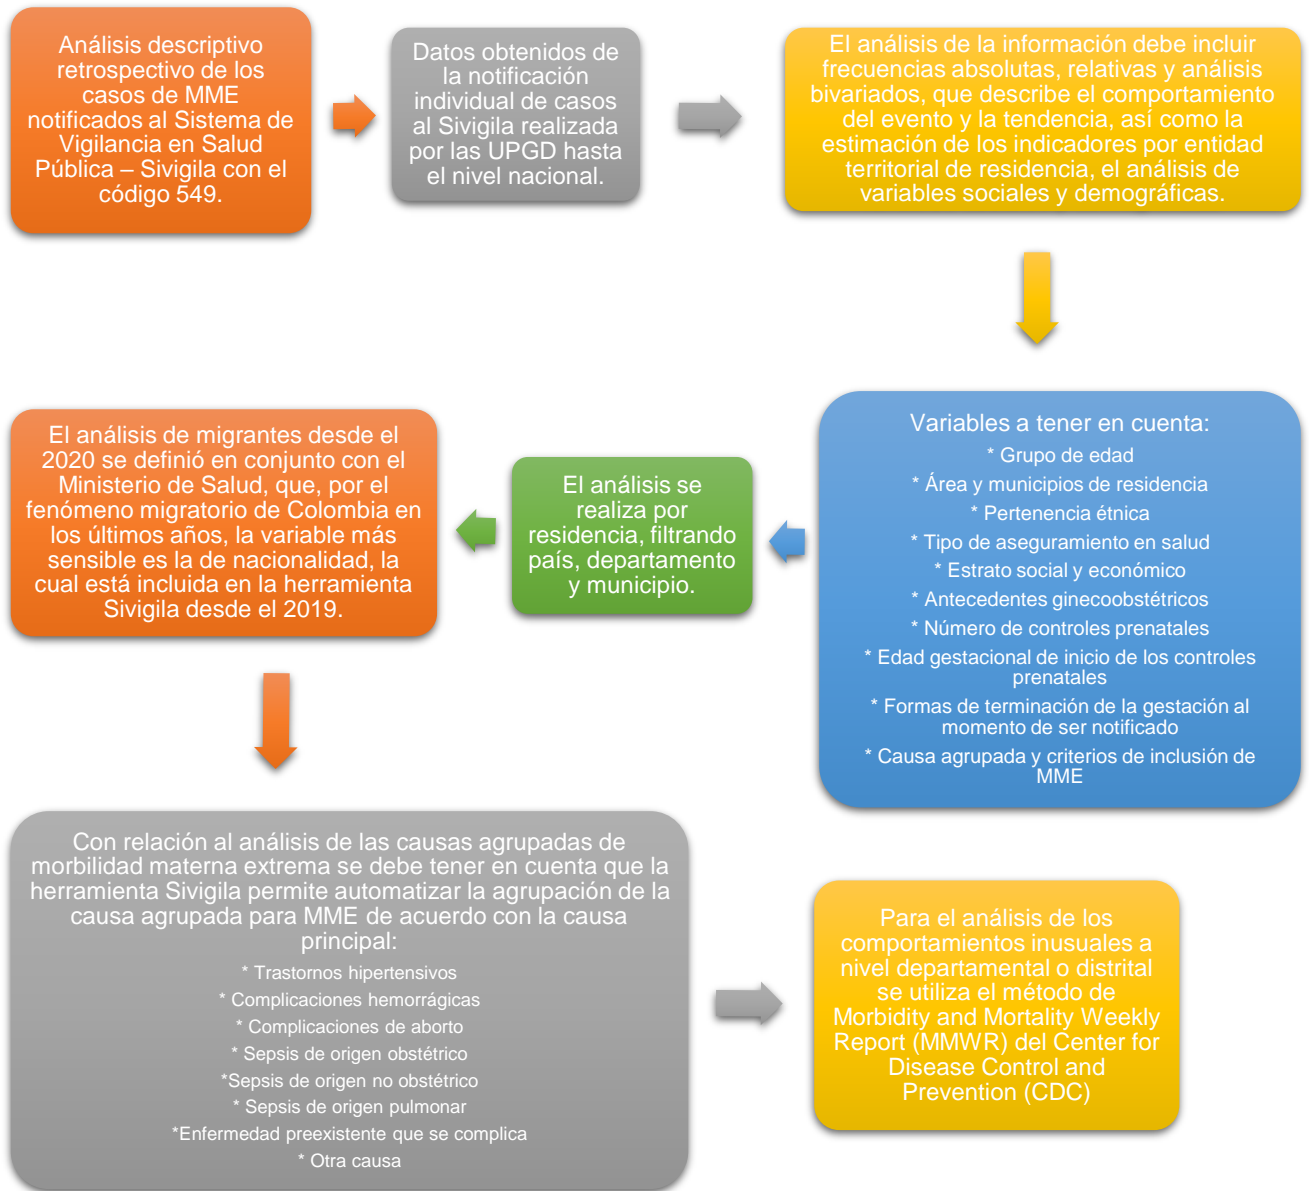 Análisis descriptivo
retrospectivo de los
casos de MME
notificados al Sistema de
Vigilancia en Salud
Pública – Sivigila con el
código 549.
Datos obtenidos de
la notificación
individual de casos
al Sivigila realizada
por las UPGD hasta
el nivel nacional.
El análisis de la información debe incluir
frecuencias absolutas, relativas y análisis
bivariados, que describe el comportamiento
del evento y la tendencia, así como la
estimación de los indicadores por entidad
territorial de residencia, el análisis de
variables sociales y demográficas.
Variables a tener en cuenta:
* Grupo de edad
* Área y municipios de residencia
* Pertenencia étnica
* Tipo de aseguramiento en salud
* Estrato social y económico
* Antecedentes ginecoobstétricos
* Número de controles prenatales
* Edad gestacional de inicio de los controles
prenatales
* Formas de terminación de la gestación al
momento de ser notificado
* Causa agrupada y criterios de inclusión de
MME
El análisis se
realiza por
residencia, filtrando
país, departamento
y municipio.
El análisis de migrantes desde el
2020 se definió en conjunto con el
Ministerio de Salud, que, por el
fenómeno migratorio de Colombia en
los últimos años, la variable más
sensible es la de nacionalidad, la
cual está incluida en la herramienta
Sivigila desde el 2019.
Con relación al análisis de las causas agrupadas de
morbilidad materna extrema se debe tener en cuenta que la
herramienta Sivigila permite automatizar la agrupación de la
causa agrupada para MME de acuerdo con la causa
principal:
* Trastornos hipertensivos
* Complicaciones hemorrágicas
* Complicaciones de aborto
* Sepsis de origen obstétrico
*Sepsis de origen no obstétrico
* Sepsis de origen pulmonar
*Enfermedad preexistente que se complica
* Otra causa
Para el análisis de los
comportamientos inusuales a
nivel departamental o distrital
se utiliza el método de
Morbidity and Mortality Weekly
Report (MMWR) del Center for
Disease Control and
Prevention (CDC)